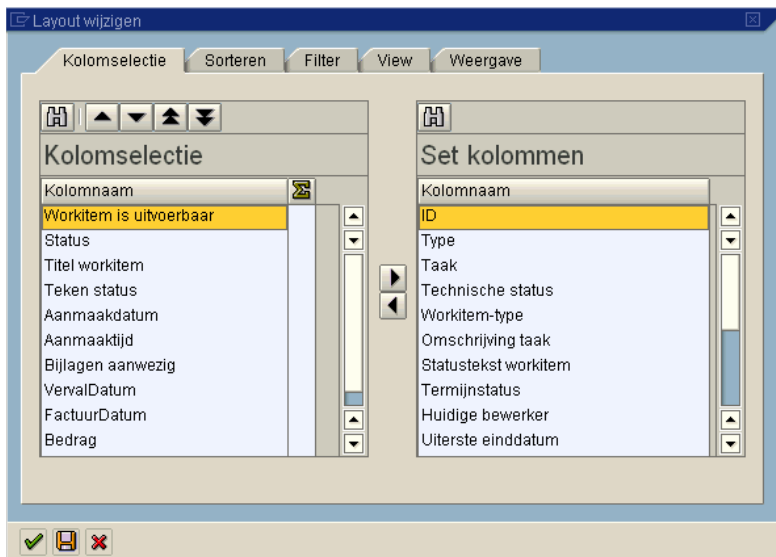 Layout wijzigen
Kolomselectie Sorteren Filter View Weergave
Kolomselectie
Kolomnaam
Workitem is uitvoerbaar
Status
Titel workitem
Teken status
Aanmaakdatum
Aanmaaktijd
Bijlagen aanwezig
VervalDatum
FactuurDatum
Bedrag
Set kolommen
Kolomnaam
ID
Type
Taak
Technische status
Workitem-type
Omschrijving taak
Statustekst workitem
Termijnstatus
Huidige bewerker
Uiterste einddatum